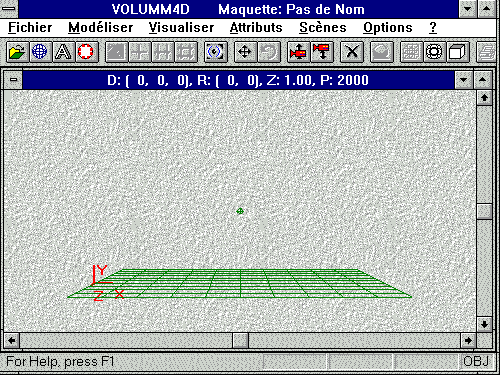 VOLUMM4D Maquette: Pas de Nom
Fichier Modéliser Visualiser Attributs Scènes Options ?
D: ( 0, 0, 0), R: ( 0, 0), Z: 1.00, P: 2000
Y
Z X
For Help, press F1 OBJ